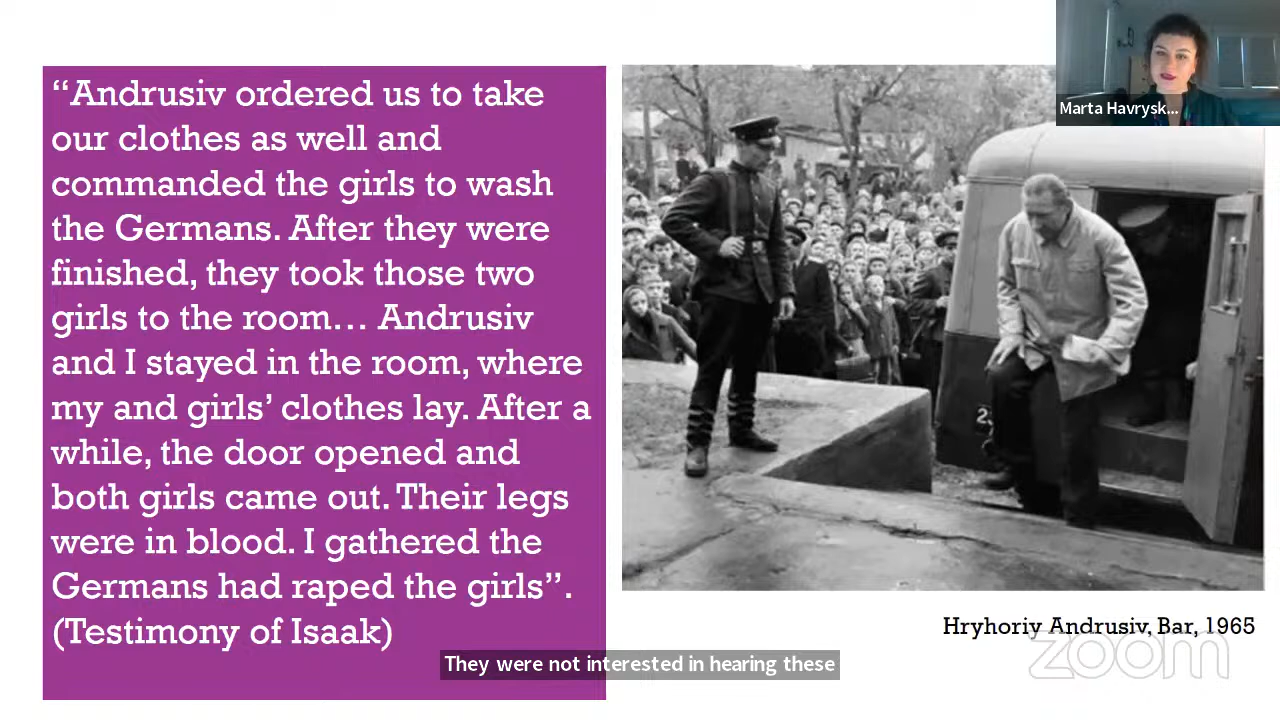 “Andrusiv ordered us to take
our clothes as well and
commanded the girls to wash
the Germans. After they were
finished, they took those two
girls to the room… Andrusiv
and I stayed in the room, where
my and girls’ clothes lay. After a
while, the door opened and
both girls came out. Their legs
were in blood. I gathered the
Germans had raped the girls”.
(Testimony of Isaak)
Marta Havrysk...
Hryhoriy Andrusiv, Bar, 1965
zoom
They were not interested in hearing these